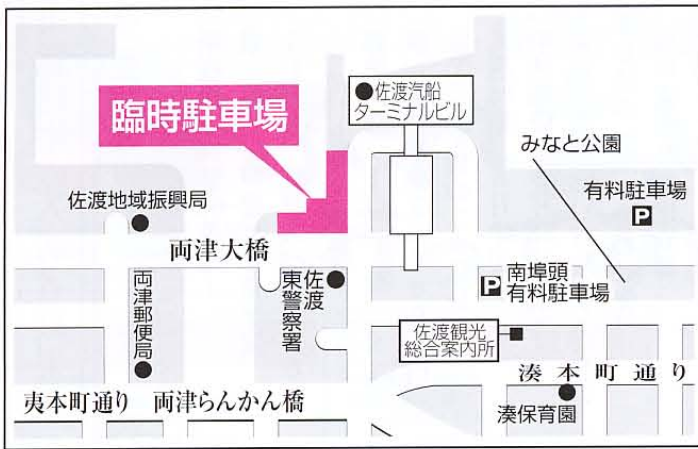 佐渡汽船
ターミナルビル
臨時駐車場
みなと公園
佐渡地域振興局
有料駐車場
P
両津大橋
両津郵便局
佐渡
東警察署
P
南埠頭
有料駐車場
佐渡観光
総合案内所
湊本町通り
夷本町通り
両津らんかん橋
湊保育園